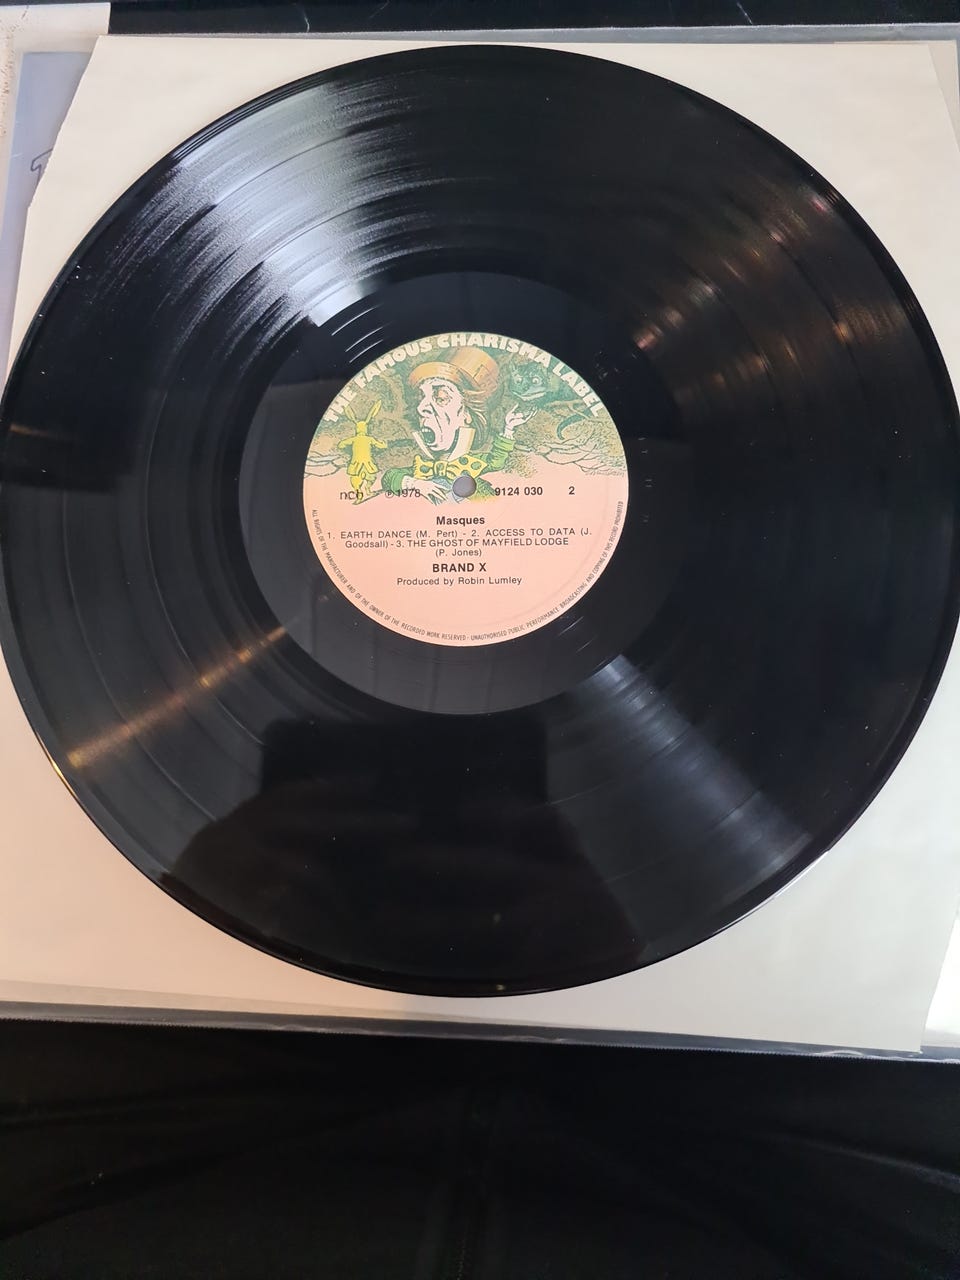 THE FAMOUS CHARISMA LABEL
ncb ℗1978 9124 030 2
Masques
1. EARTH DANCE (M. Pert) - 2. ACCESS TO DATA (J.
Goodsall) - 3. THE GHOST OF MAYFIELD LODGE
(P. Jones)
BRAND X
Produced by Robin Lumley
ALL RIGHTS OF THE MANUFACTURER AND OF THE OWNER OF THE RECORDED WORK RESERVED - UNAUTHORISED PUBLIC PERFORMANCE BROADCASTING AND COPYING OF THIS RECORD PROHIBITED